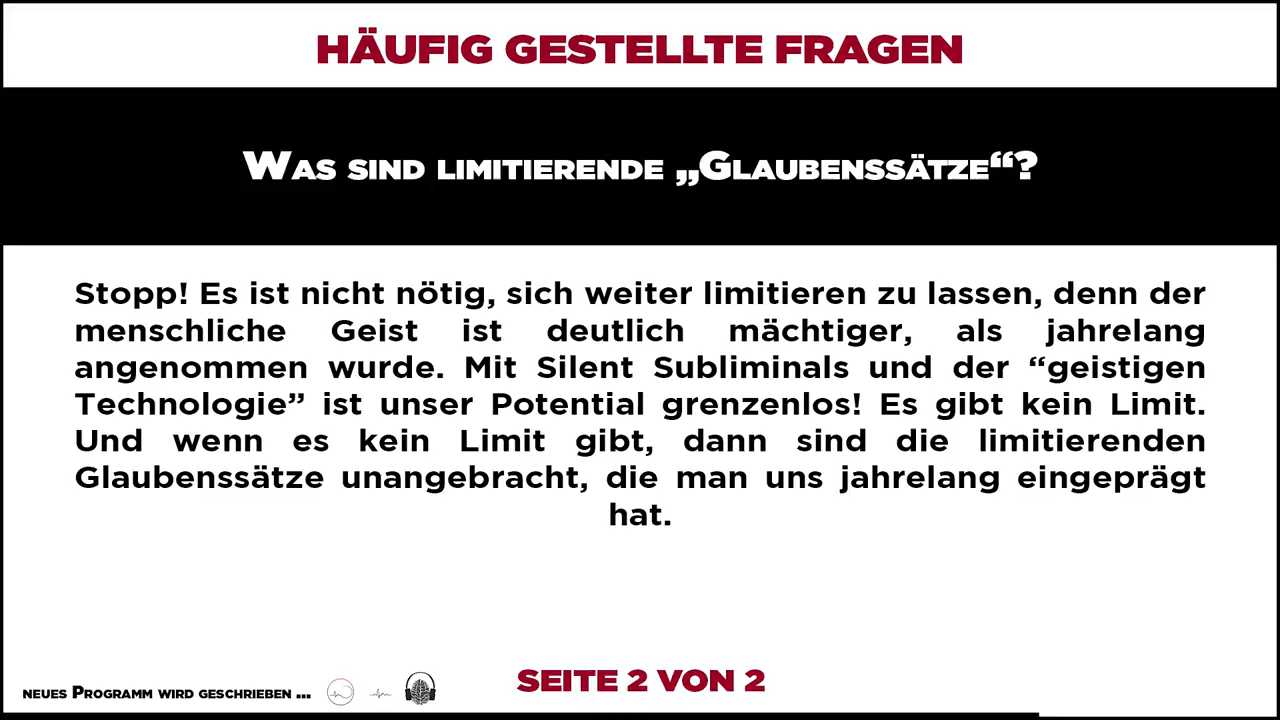 HÄUFIG GESTELLTE FRAGEN
WAS SIND LIMITIERENDE „GLAUBENSSÄTZE“?
Stopp! Es ist nicht nötig, sich weiter limitieren zu lassen, denn der
menschliche Geist ist deutlich mächtiger, als jahrelang
angenommen wurde. Mit Silent Subliminals und der “geistigen
Technologie” ist unser Potential grenzenlos! Es gibt kein Limit.
Und wenn es kein Limit gibt, dann sind die limitierenden
Glaubenssätze unangebracht, die man uns jahrelang eingeprägt
hat.
SEITE 2 VON 2
NEUES PROGRAMM WIRD GESCHRIEBEN ...